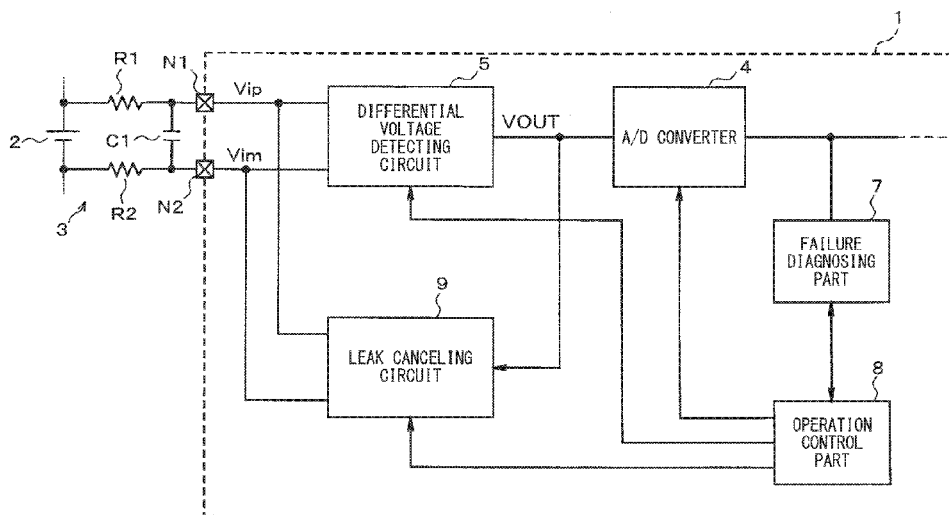 1
R1
N1
Vip
5
DIFFERENTIAL
VOLTAGE
DETECTING
CIRCUIT
VOUT
4
A/D CONVERTER
2
C1
Vim
R2
N2
3
7
FAILURE
DIAGNOSING
PART
9
LEAK CANCELING
CIRCUIT
8
OPERATION
CONTROL
PART